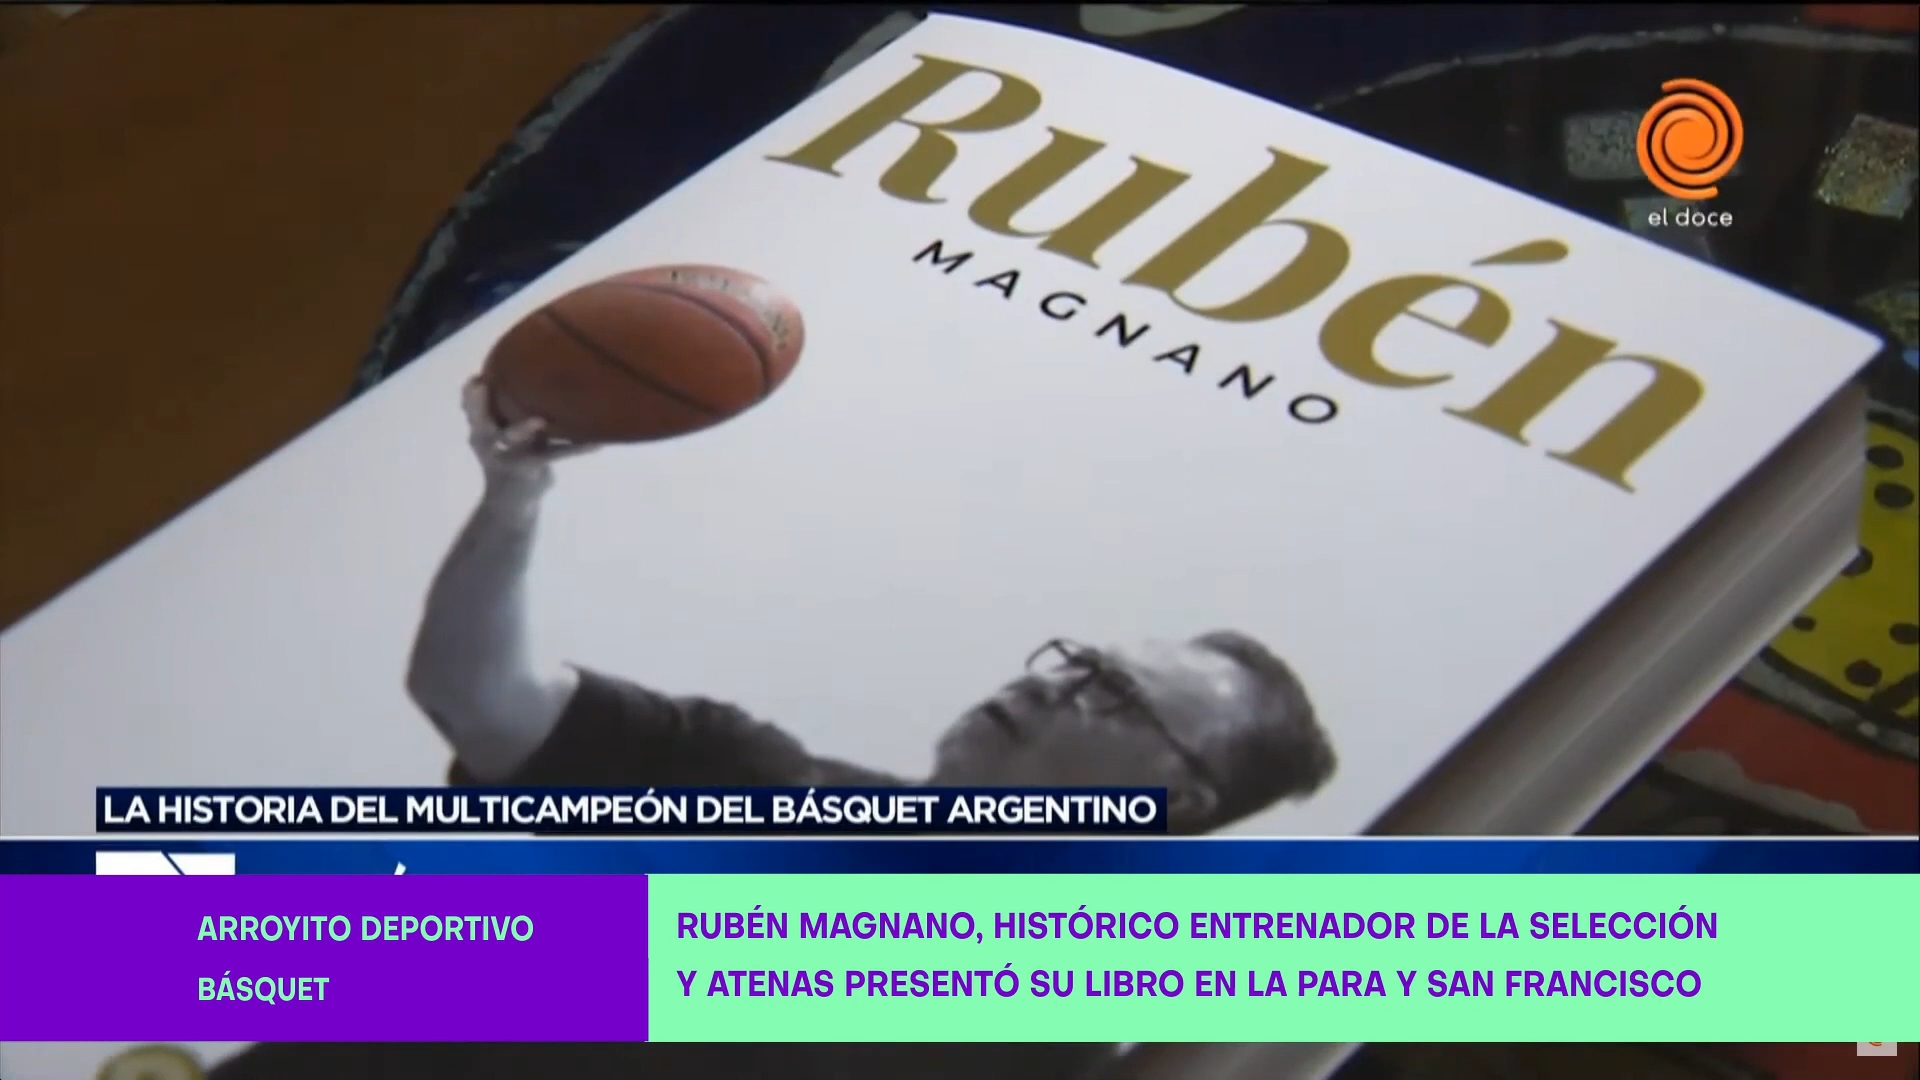 Rubén
MAGNANO
el doce
LA HISTORIA DEL MULTICAMPEÓN DEL BÁSQUET ARGENTINO
ARROYITO DEPORTIVO
BÁSQUET
RUBÉN MAGNANO, HISTÓRICO ENTRENADOR DE LA SELECCIÓN
Y ATENAS PRESENTÓ SU LIBRO EN LA PARA Y SAN FRANCISCO